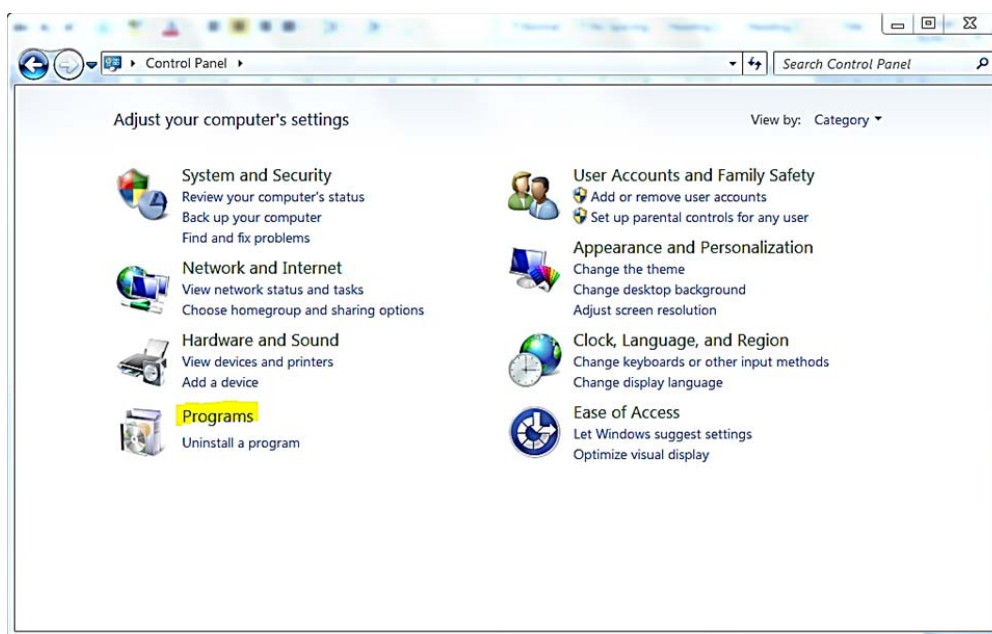 Control Panel
Search Control Panel
Adjust your computer's settings
View by: Category
System and Security
Review your computer's status
Back up your computer
Find and fix problems
Network and Internet
View network status and tasks
Choose homegroup and sharing options
Hardware and Sound
View devices and printers
Add a device
Programs
Uninstall a program
User Accounts and Family Safety
Add or remove user accounts
Set up parental controls for any user
Appearance and Personalization
Change the theme
Change desktop background
Adjust screen resolution
Clock, Language, and Region
Change keyboards or other input methods
Change display language
Ease of Access
Let Windows suggest settings
Optimize visual display